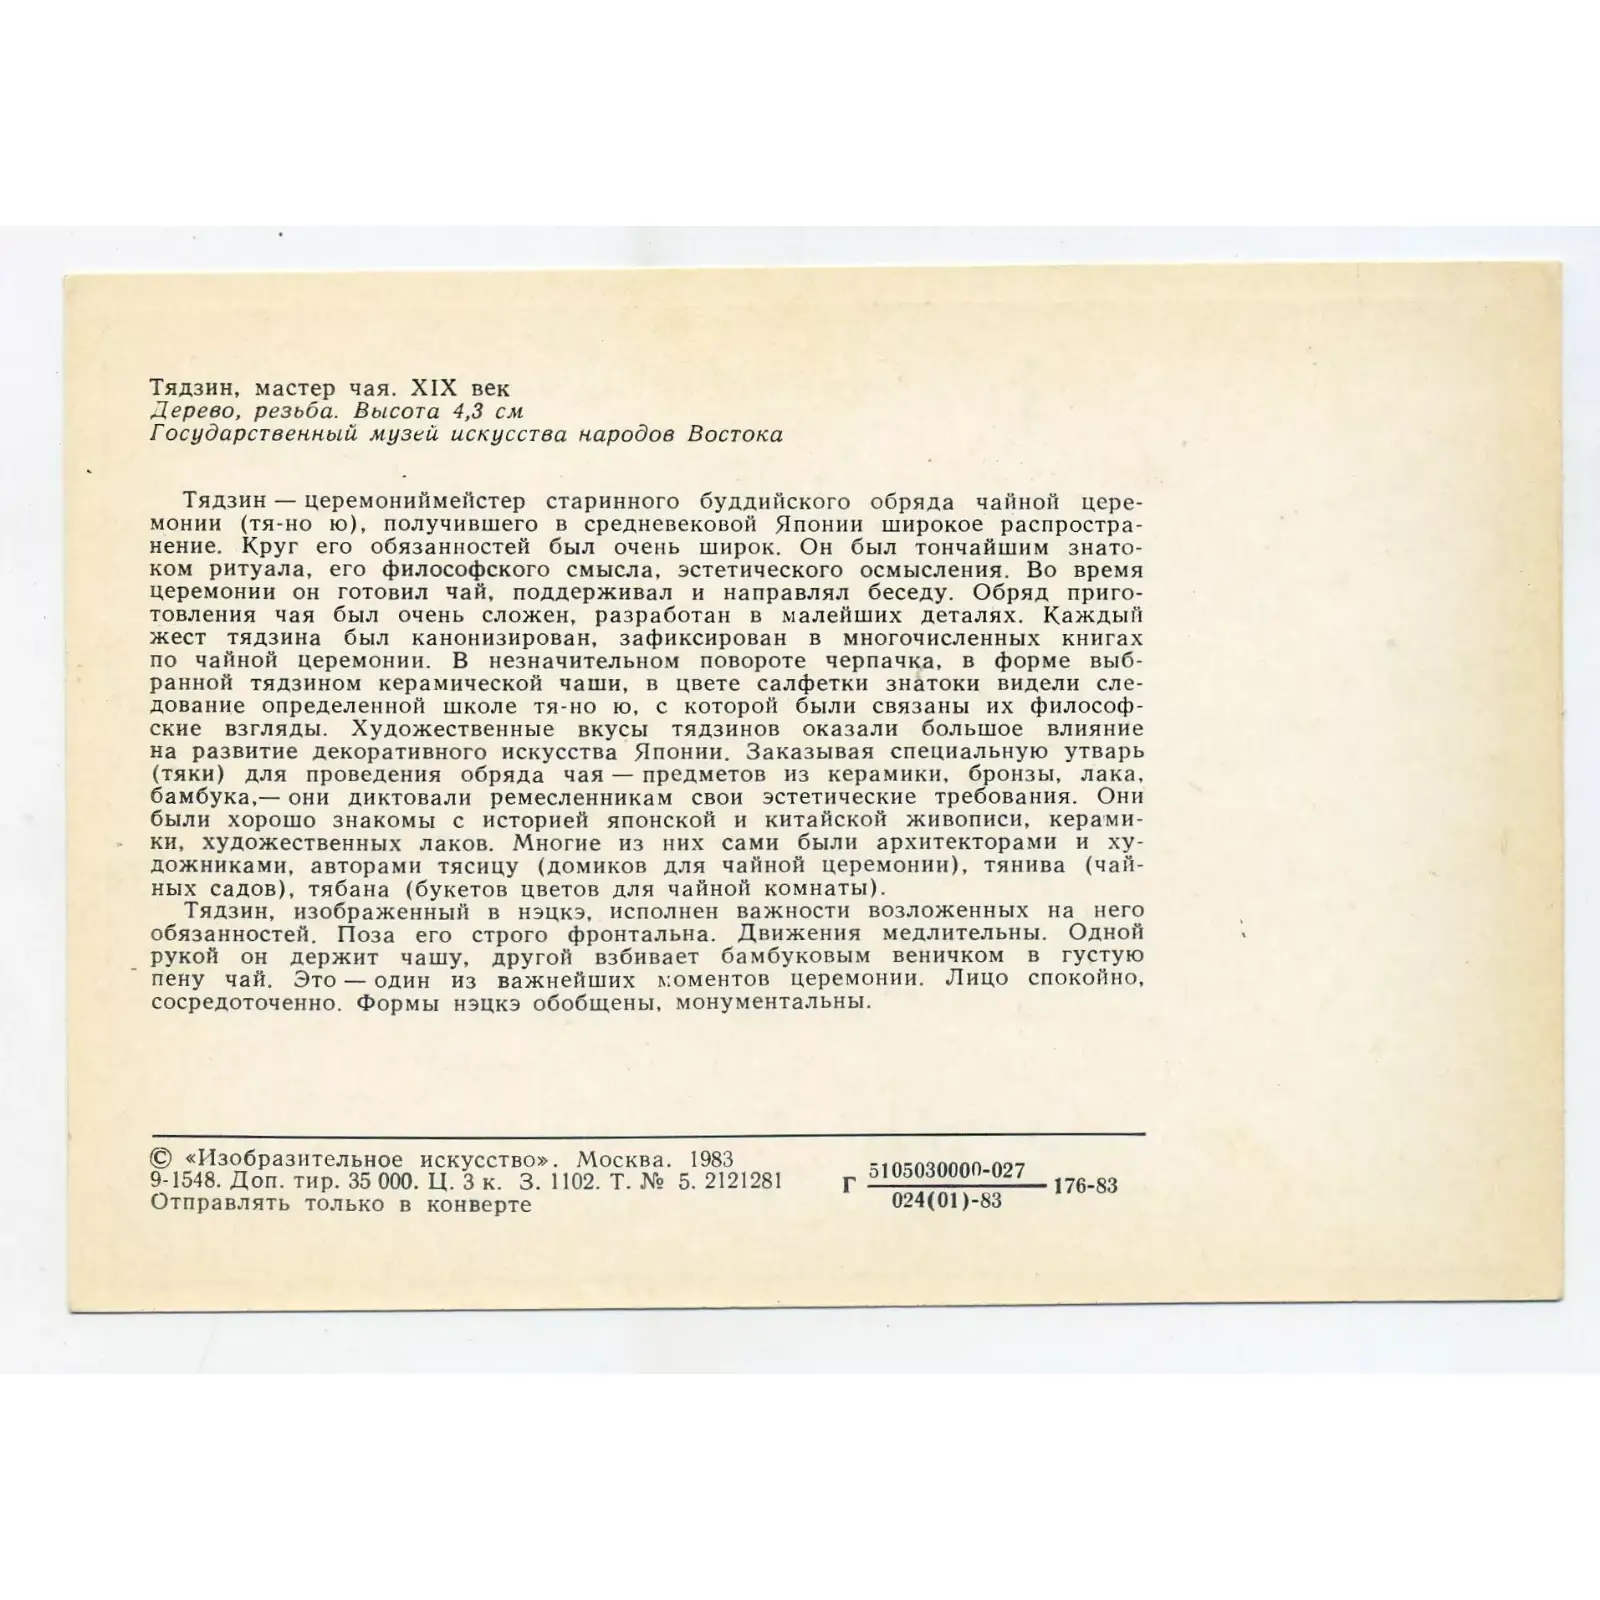 Тядзин, мастер чая. XIX век
Дерево, резьба. Высота 4,3 см
Государственный музей искусства народов Востока
Тядзин — церемониймейстер старинного буддийского обряда чайной цере-
монии (тя-но ю), получившего в средневековой Японии широкое распростра-
нение. Круг его обязанностей был очень широк. Он был тончайшим знато-
ком ритуала, его философского смысла, эстетического осмысления. Во время
церемонии он готовил чай, поддерживал и направлял беседу. Обряд приго-
товления чая был очень сложен, разработан в малейших деталях. Каждый
жест тядзина был канонизирован, зафиксирован в многочисленных книгах
по чайной церемонии. В незначительном повороте черпачка, в форме выб-
ранной тядзином керамической чаши, в цвете салфетки знатоки видели сле-
дование определенной школе тя-но ю, с которой были связаны их философ-
ские взгляды. Художественные вкусы тядзинов оказали большое влияние
на развитие декоративного искусства Японии. Заказывая специальную утварь
(тяки) для проведения обряда чая — предметов из керамики, бронзы, лака,
бамбука,— они диктовали ремесленникам свои эстетические требования. Они
были хорошо знакомы с историей японской и китайской живописи, керами-
ки, художественных лаков. Многие из них сами были архитекторами и ху-
дожниками, авторами тясицу (домиков для чайной церемонии), тянива (чай-
ных садов), тябана (букетов цветов для чайной комнаты).
Тядзин, изображенный в нэцкэ, исполнен важности возложенных на него
обязанностей. Поза его строго фронтальна. Движения медлительны. Одной
рукой он держит чашу, другой взбивает бамбуковым веничком в густую
пену чай. Это — один из важнейших моментов церемонии. Лицо спокойно,
сосредоточенно. Формы нэцкэ обобщены, монументальны.
© «Изобразительное искусство». Москва. 1983
9-1548. Доп. тир. 35 000. Ц. 3 к. З. 1102. Т. № 5. 2121281
Отправлять только в конверте
Г 5105030000-027
024(01)-83 176-83